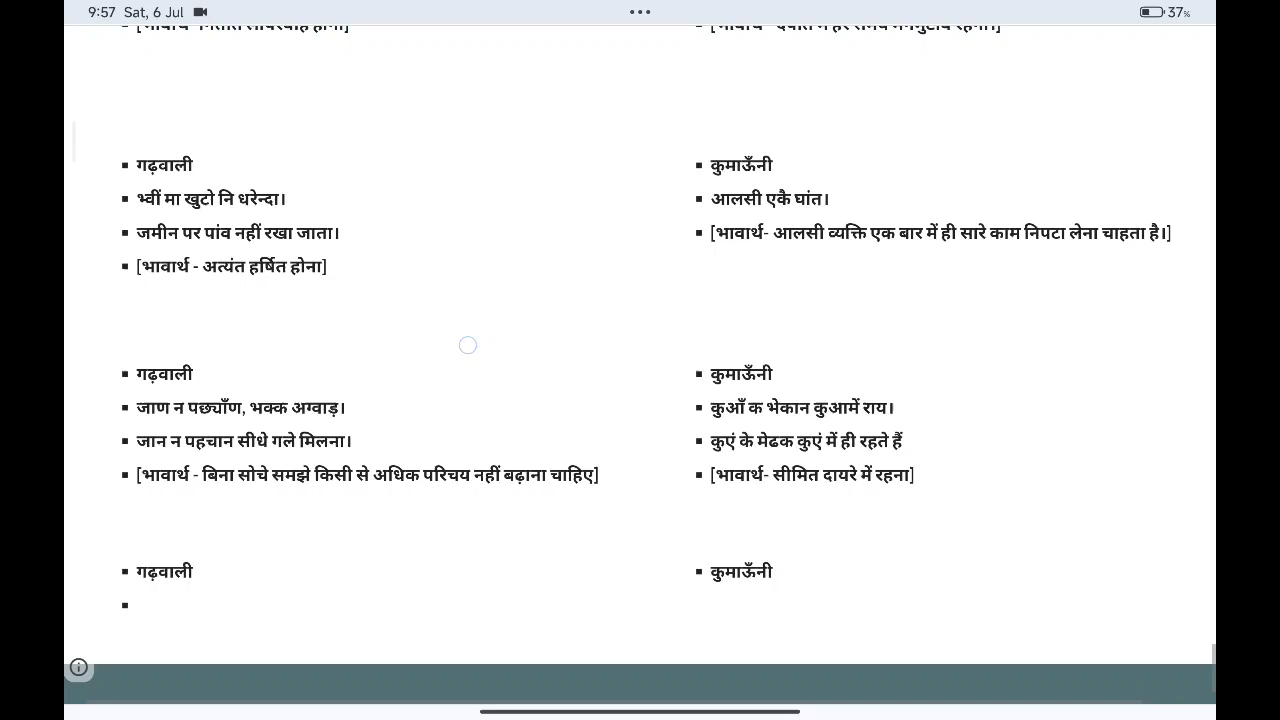 9:57 Sat, 6 Jul
37%
गढ़वाली
भ्वीं मा खुटो नि धरेन्दा।
जमीन पर पांव नहीं रखा जाता।
[भावार्थ - अत्यंत हर्षित होना]
कुमाऊँनी
आलसी एकै घांत।
[भावार्थ- आलसी व्यक्ति एक बार में ही सारे काम निपटा लेना चाहता है।]
गढ़वाली
जाण न पछ्याँण, भक्क अग्वाड़।
जान न पहचान सीधे गले मिलना।
[भावार्थ - बिना सोचे समझे किसी से अधिक परिचय नहीं बढ़ाना चाहिए]
कुमाऊँनी
कुआँ क भेकान कुआमें राय।
कुएं के मेढक कुएं में ही रहते हैं
[भावार्थ- सीमित दायरे में रहना]
गढ़वाली
कुमाऊँनी